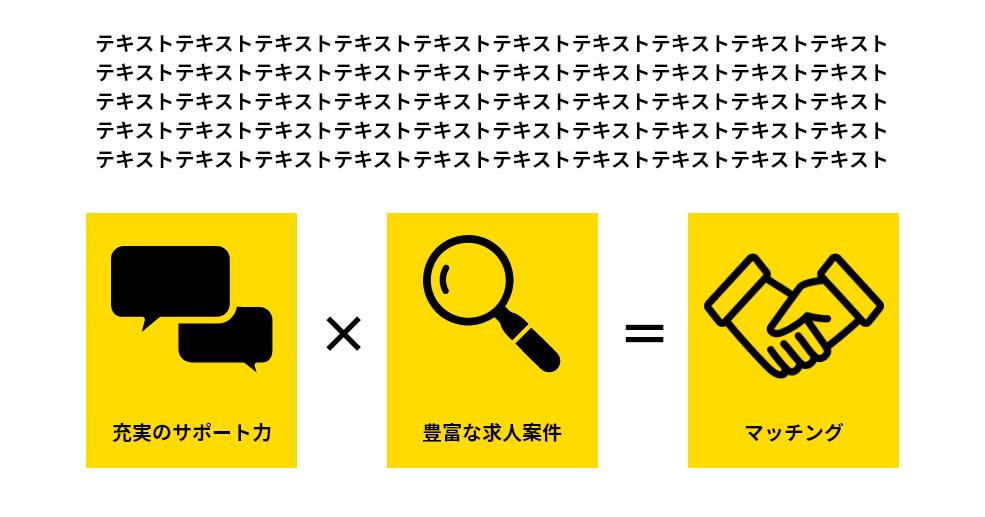 テキストテキストテキストテキストテキストテキストテキストテキストテキストテキスト
テキストテキストテキストテキストテキストテキストテキストテキストテキストテキスト
テキストテキストテキストテキストテキストテキストテキストテキストテキストテキスト
テキストテキストテキストテキストテキストテキストテキストテキストテキストテキスト
テキストテキストテキストテキストテキストテキストテキストテキストテキストテキスト
× =
充実のサポート力
豊富な求人案件
マッチング